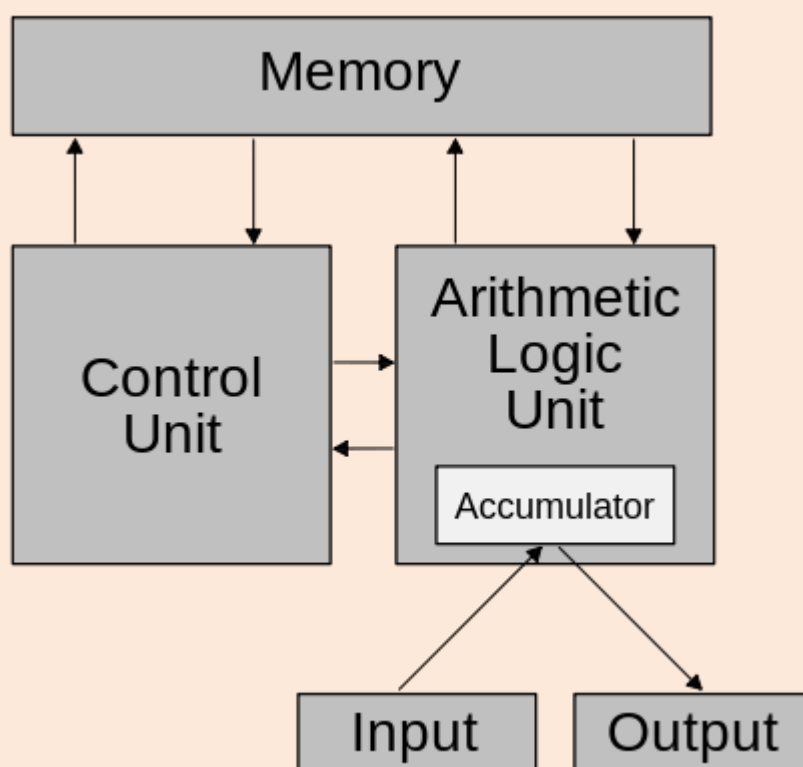 Memory
Control
Unit
Arithmetic
Logic
Unit
Accumulator
Input
Output